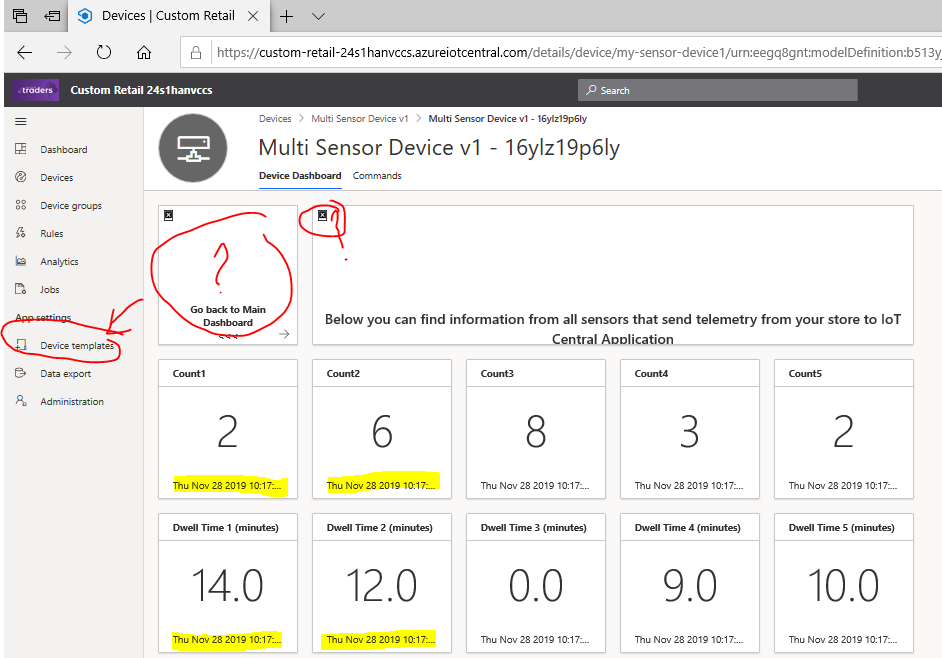 Devices | Custom Retail
https://custom-retail-24s1hanvccs.azureiotcentral.com/details/device/my-sensor-device1/urn:eegq8gnt:modelDefinition:b513y
traders Custom Retail 24s1hanvccs Search
Devices > Multi Sensor Device v1 > Multi Sensor Device v1 - 16ylz19p6ly
Multi Sensor Device v1 - 16ylz19p6ly
Device Dashboard Commands
Dashboard
Devices
Device groups
Rules
Analytics
Jobs
App settings
Device templates
Data export
Administration
?
?
Go back to Main
Dashboard
<<<
Below you can find information from all sensors that send telemetry from your store to IoT
Central Application
Count1 Count2 Count3 Count4 Count5
2 6 8 3 2
Thu Nov 28 2019 10:17:... Thu Nov 28 2019 10:17:... Thu Nov 28 2019 10:17:... Thu Nov 28 2019 10:17:... Thu Nov 28 2019 10:17:...
Dwell Time 1 (minutes) Dwell Time 2 (minutes) Dwell Time 3 (minutes) Dwell Time 4 (minutes) Dwell Time 5 (minutes)
14.0 12.0 0.0 9.0 10.0
Thu Nov 28 2019 10:17:... Thu Nov 28 2019 10:17:... Thu Nov 28 2019 10:17:... Thu Nov 28 2019 10:17:... Thu Nov 28 2019 10:17:...